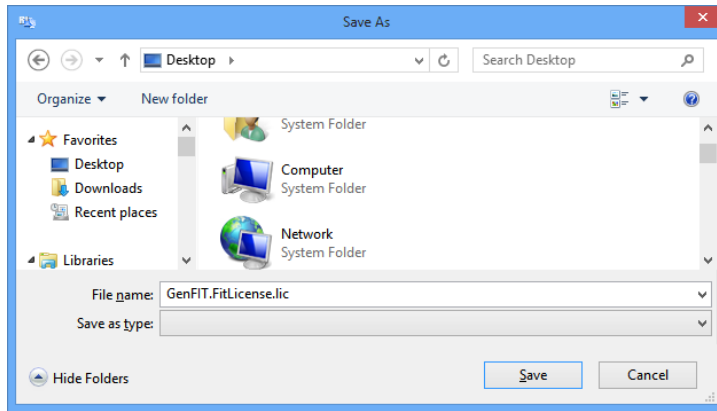 Save As
Desktop
Search Desktop
Organize
New folder
Favorites
Desktop
Downloads
Recent places
Libraries
System Folder
Computer
System Folder
Network
System Folder
File name: GenFIT.FitLicense.lic
Save as type:
Hide Folders
Save
Cancel